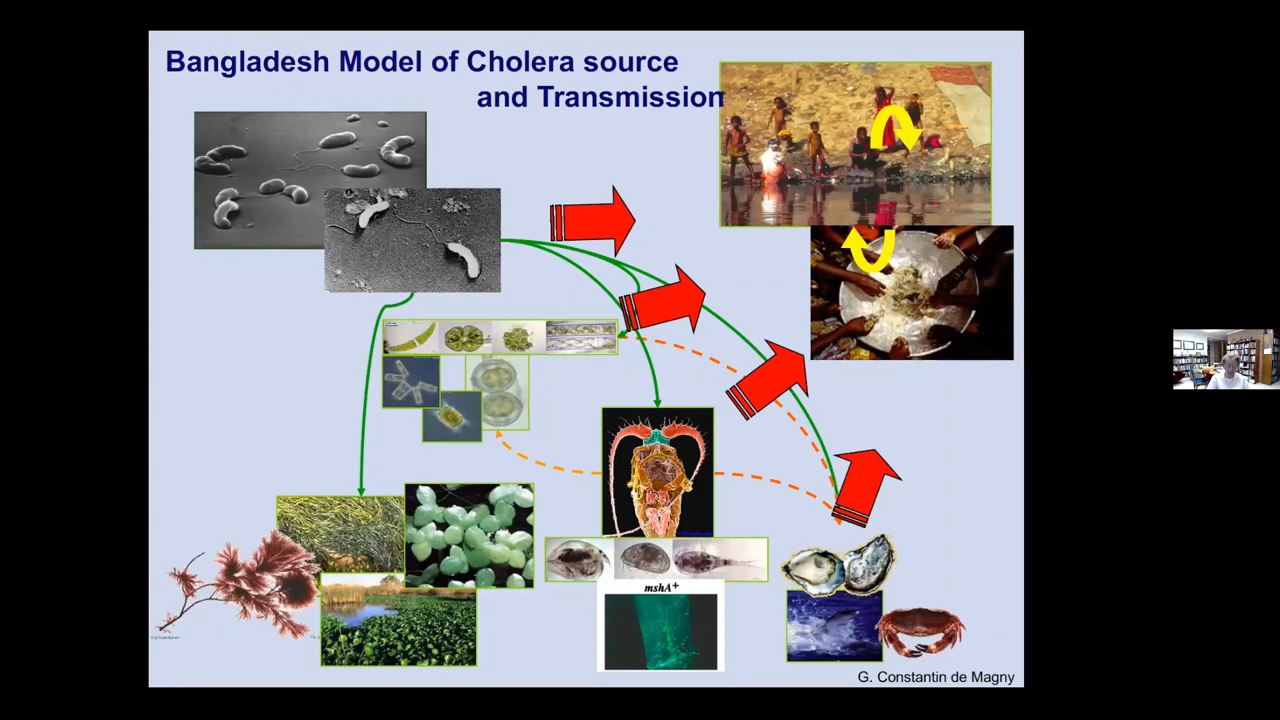 Bangladesh Model of Cholera source
and Transmission
mshA+
G. Constantin de Magny